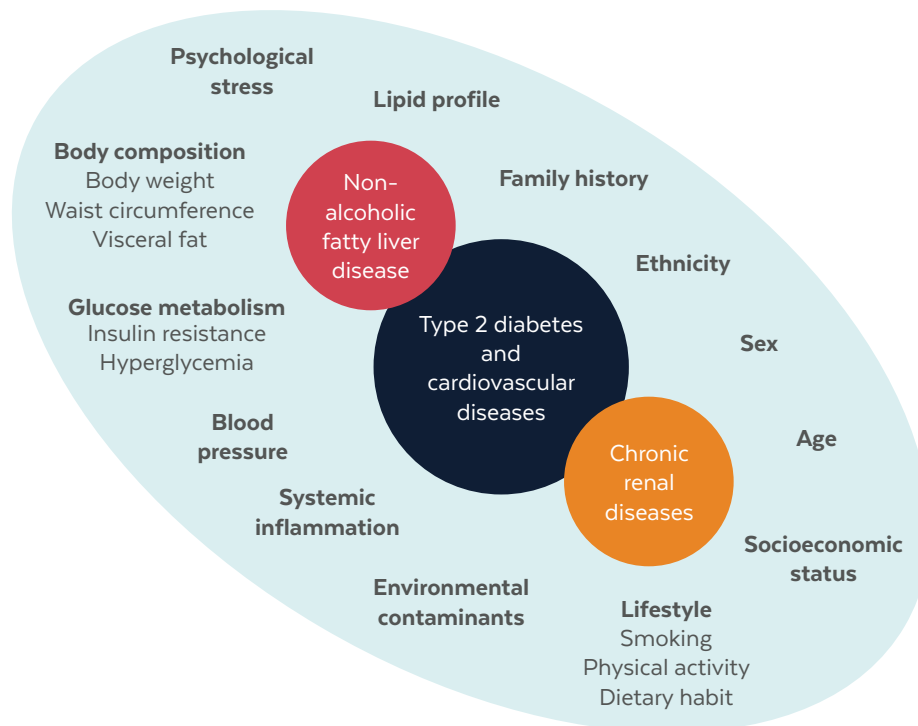 Psychological
stress
Lipid profile
Body composition
Body weight
Waist circumference
Visceral fat
Non-
alcoholic
fatty liver
disease
Family history
Ethnicity
Glucose metabolism
Insulin resistance
Hyperglycemia
Type 2 diabetes
and
cardiovascular
diseases
Sex
Blood
pressure
Age
Chronic
renal
diseases
Systemic
inflammation
Socioeconomic
status
Environmental
contaminants
Lifestyle
Smoking
Physical activity
Dietary habit